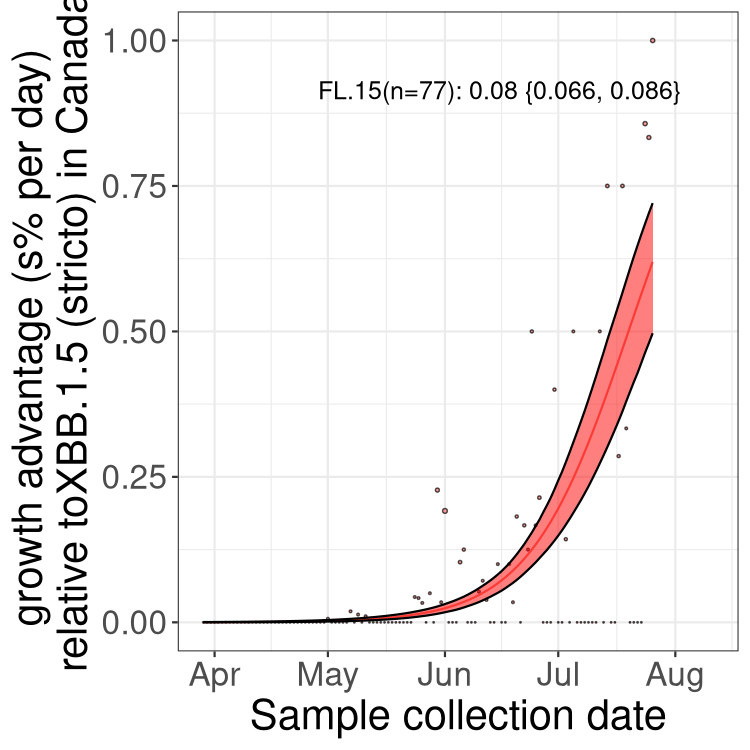 growth advantage (s% per day)
relative toXBB.1.5 (stricto) in Canada
1.00
0.75
0.50
0.25
0.00
FL.15(n=77): 0.08 {0.066, 0.086}
Apr May Jun Jul Aug
Sample collection date